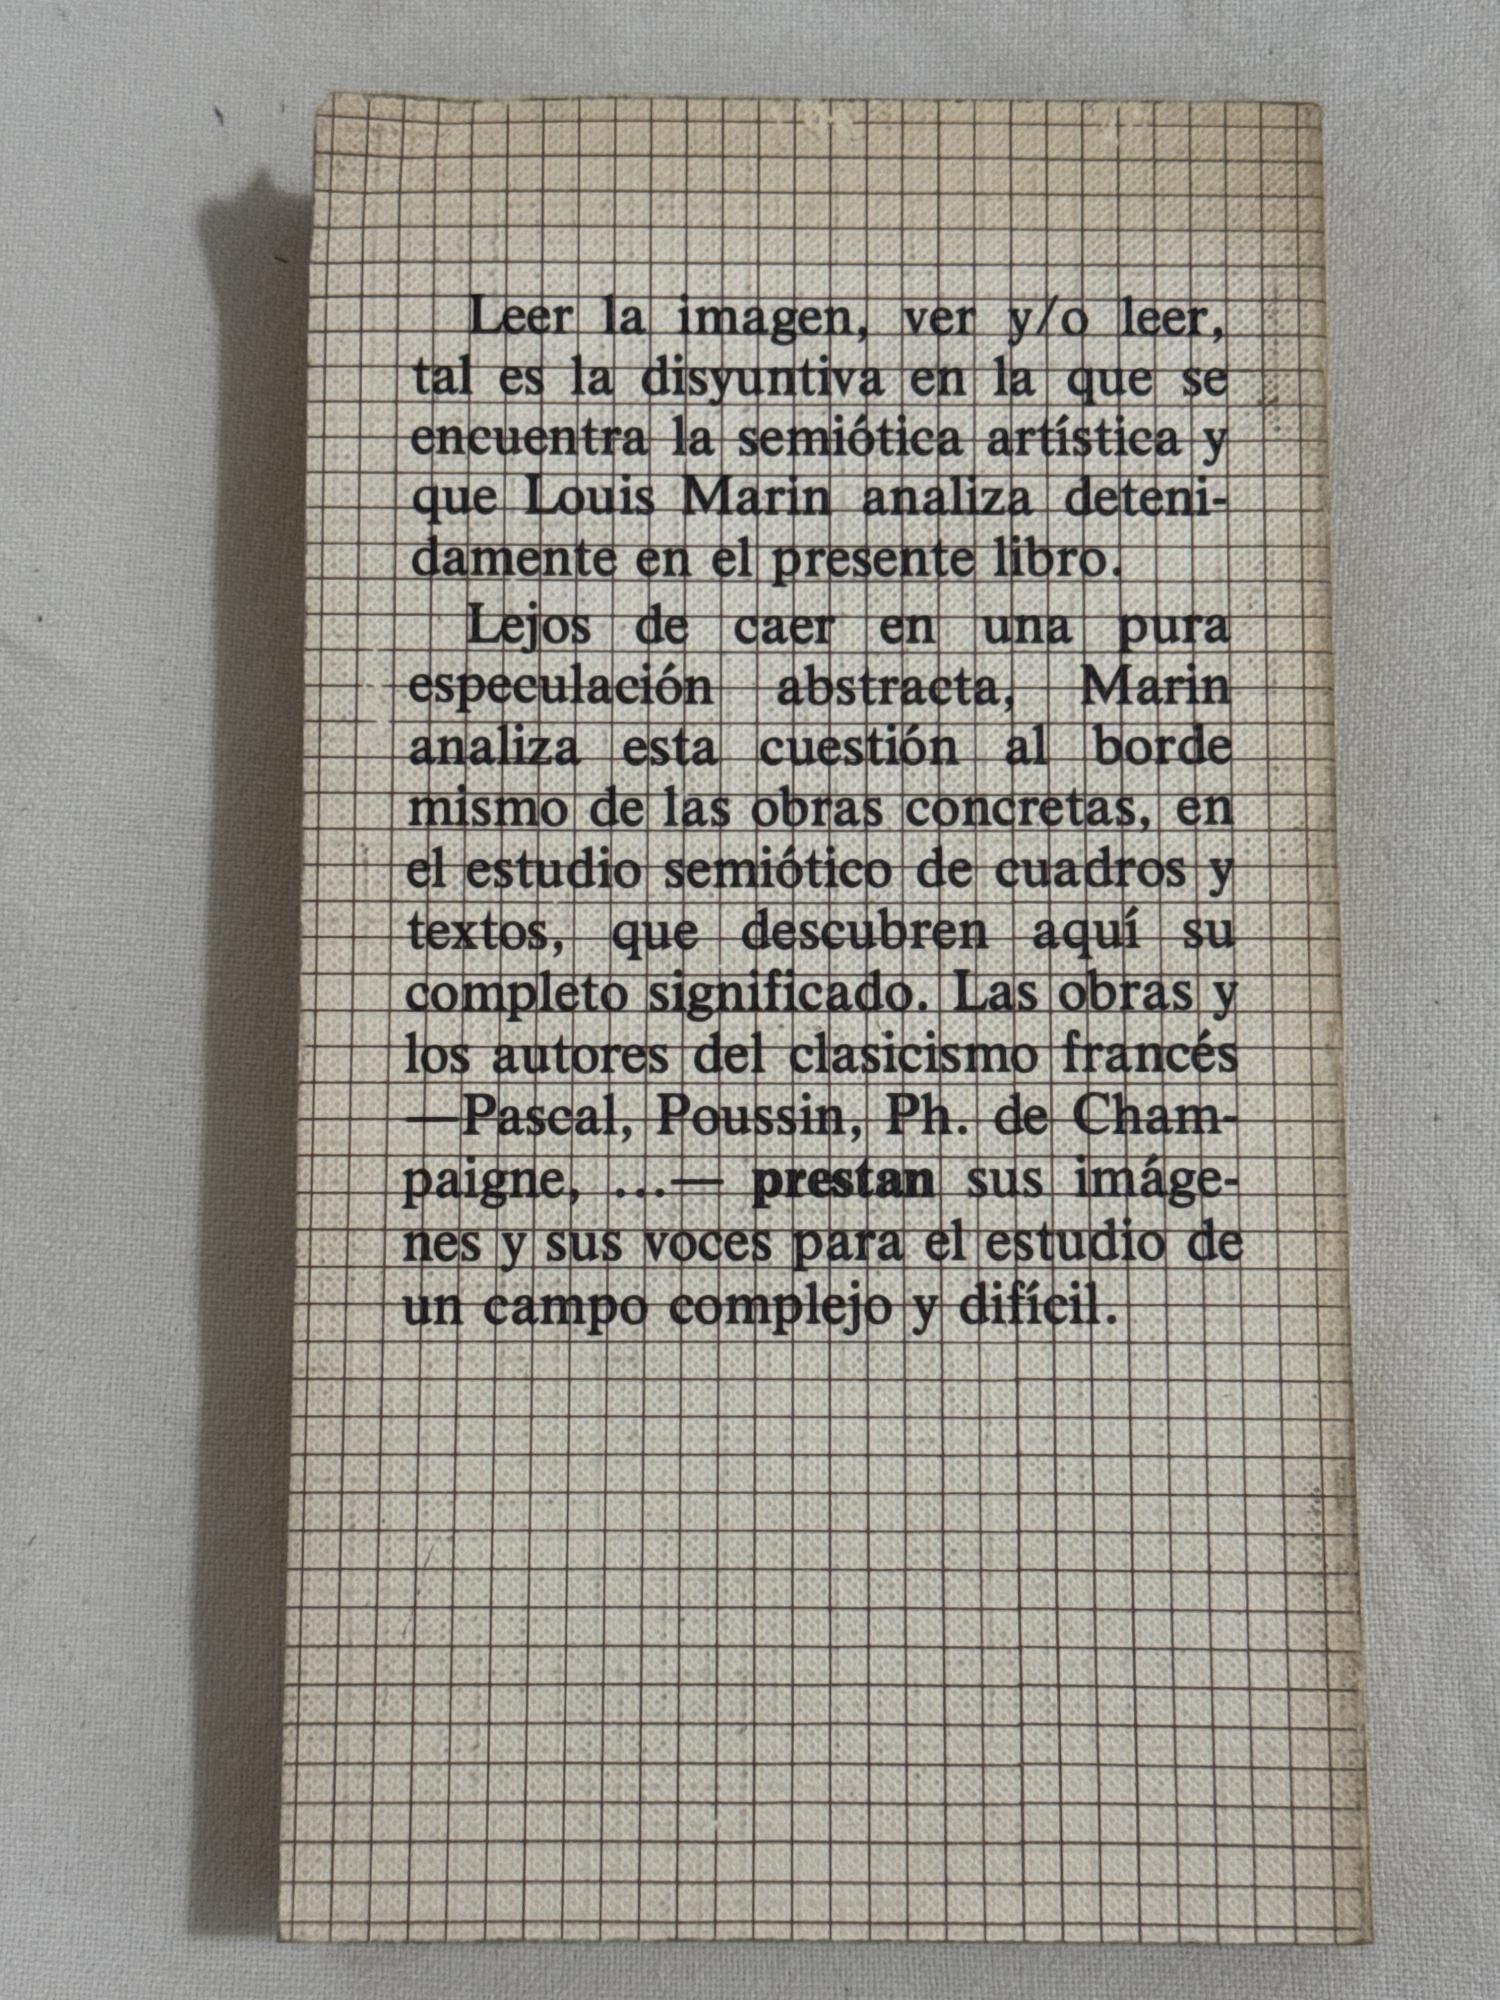 Leer la imagen, ver y/o leer,
tal es la disyuntiva en la que se
encuentra la semiótica artística y
que Louis Marin analiza deteni-
damente en el presente libro.
Lejos de caer en una pura
especulación abstracta, Marin
analiza esta cuestión al borde
mismo de las obras concretas, en
el estudio semiótico de cuadros y
textos, que descubren aquí su
completo significado. Las obras y
los autores del clasicismo francés
—Pascal, Poussin, Ph. de Cham-
paigne, ...— prestan sus imáge-
nes y sus voces para el estudio de
un campo complejo y difícil.